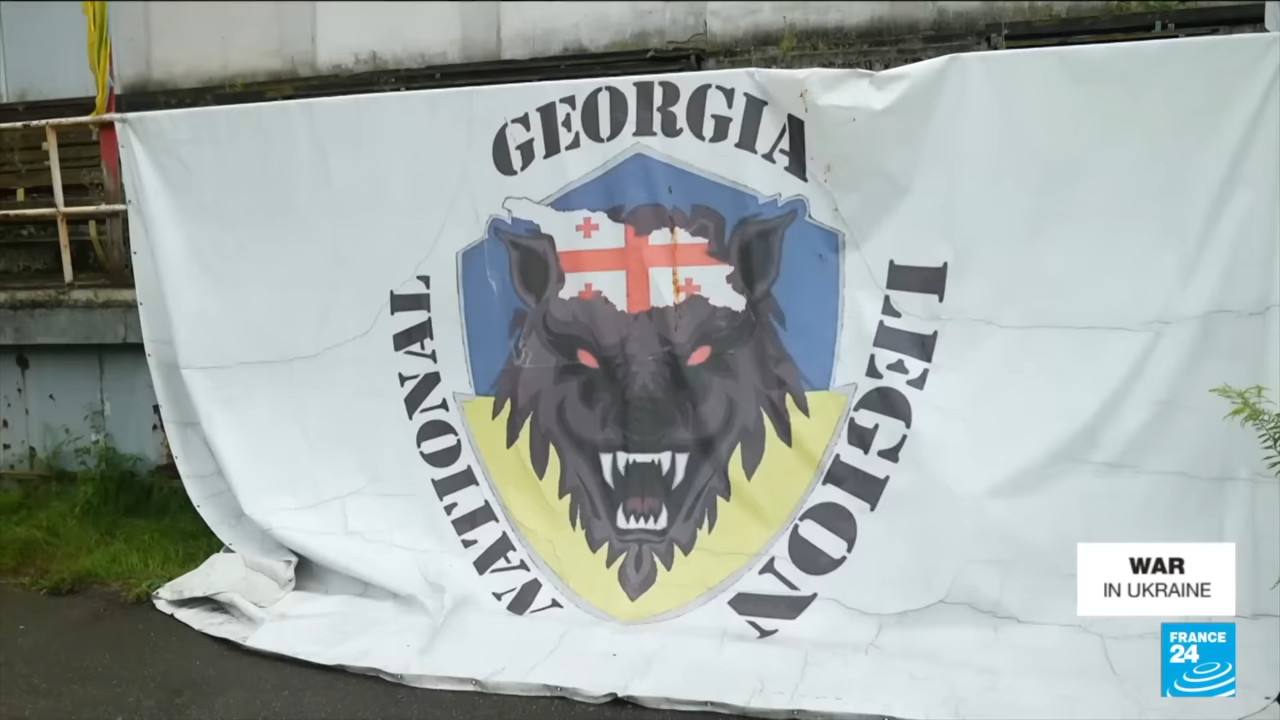 GEORGIA
NATIONAL
LEGION
WAR
IN UKRAINE
FRANCE
24